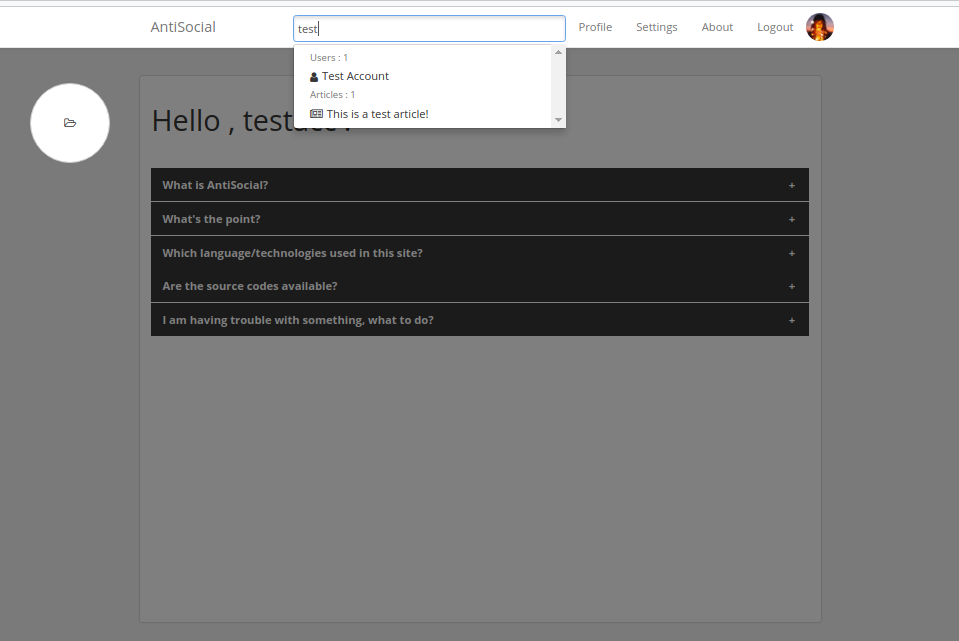 AntiSocial test Profile Settings About Logout
Users : 1
Test Account
Articles : 1
This is a test article!
Hello ,
What is AntiSocial? +
What's the point? +
Which language/technologies used in this site? +
Are the source codes available? +
I am having trouble with something, what to do? +